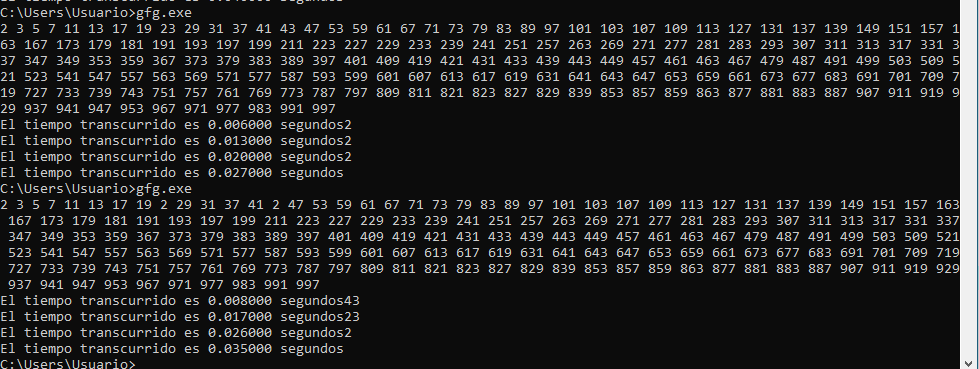 C:\Users\Usuario>gfg.exe
2 3 5 7 11 13 17 19 23 29 31 37 41 43 47 53 59 61 67 71 73 79 83 89 97 101 103 107 109 113 127 131 137 139 149 151 157 1
63 167 173 179 181 191 193 197 199 211 223 227 229 233 239 241 251 257 263 269 271 277 281 283 293 307 311 313 317 331 3
37 347 349 353 359 367 373 379 383 389 397 401 409 419 421 431 433 439 443 449 457 461 463 467 479 487 491 499 503 509 5
21 523 541 547 557 563 569 571 577 587 593 599 601 607 613 617 619 631 641 643 647 653 659 661 673 677 683 691 701 709 7
19 727 733 739 743 751 757 761 769 773 787 797 809 811 821 823 827 829 839 853 857 859 863 877 881 883 887 907 911 919 9
29 937 941 947 953 967 971 977 983 991 997
El tiempo transcurrido es 0.006000 segundos2
El tiempo transcurrido es 0.013000 segundos2
El tiempo transcurrido es 0.020000 segundos2
El tiempo transcurrido es 0.027000 segundos
C:\Users\Usuario>gfg.exe
2 3 5 7 11 13 17 19 2 29 31 37 41 2 47 53 59 61 67 71 73 79 83 89 97 101 103 107 109 113 127 131 137 139 149 151 157 163
167 173 179 181 191 193 197 199 211 223 227 229 233 239 241 251 257 263 269 271 277 281 283 293 307 311 313 317 331 337
347 349 353 359 367 373 379 383 389 397 401 409 419 421 431 433 439 443 449 457 461 463 467 479 487 491 499 503 509 521
523 541 547 557 563 569 571 577 587 593 599 601 607 613 617 619 631 641 643 647 653 659 661 673 677 683 691 701 709 719
727 733 739 743 751 757 761 769 773 787 797 809 811 821 823 827 829 839 853 857 859 863 877 881 883 887 907 911 919 929
937 941 947 953 967 971 977 983 991 997
El tiempo transcurrido es 0.008000 segundos43
El tiempo transcurrido es 0.017000 segundos23
El tiempo transcurrido es 0.026000 segundos2
El tiempo transcurrido es 0.035000 segundos
C:\Users\Usuario>